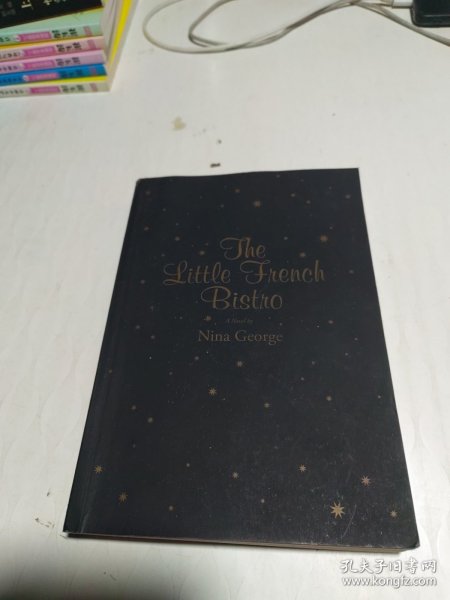 The
Little French
Bistro
A Novel by
Nina George
孔夫子旧书网
www.kongfz.com